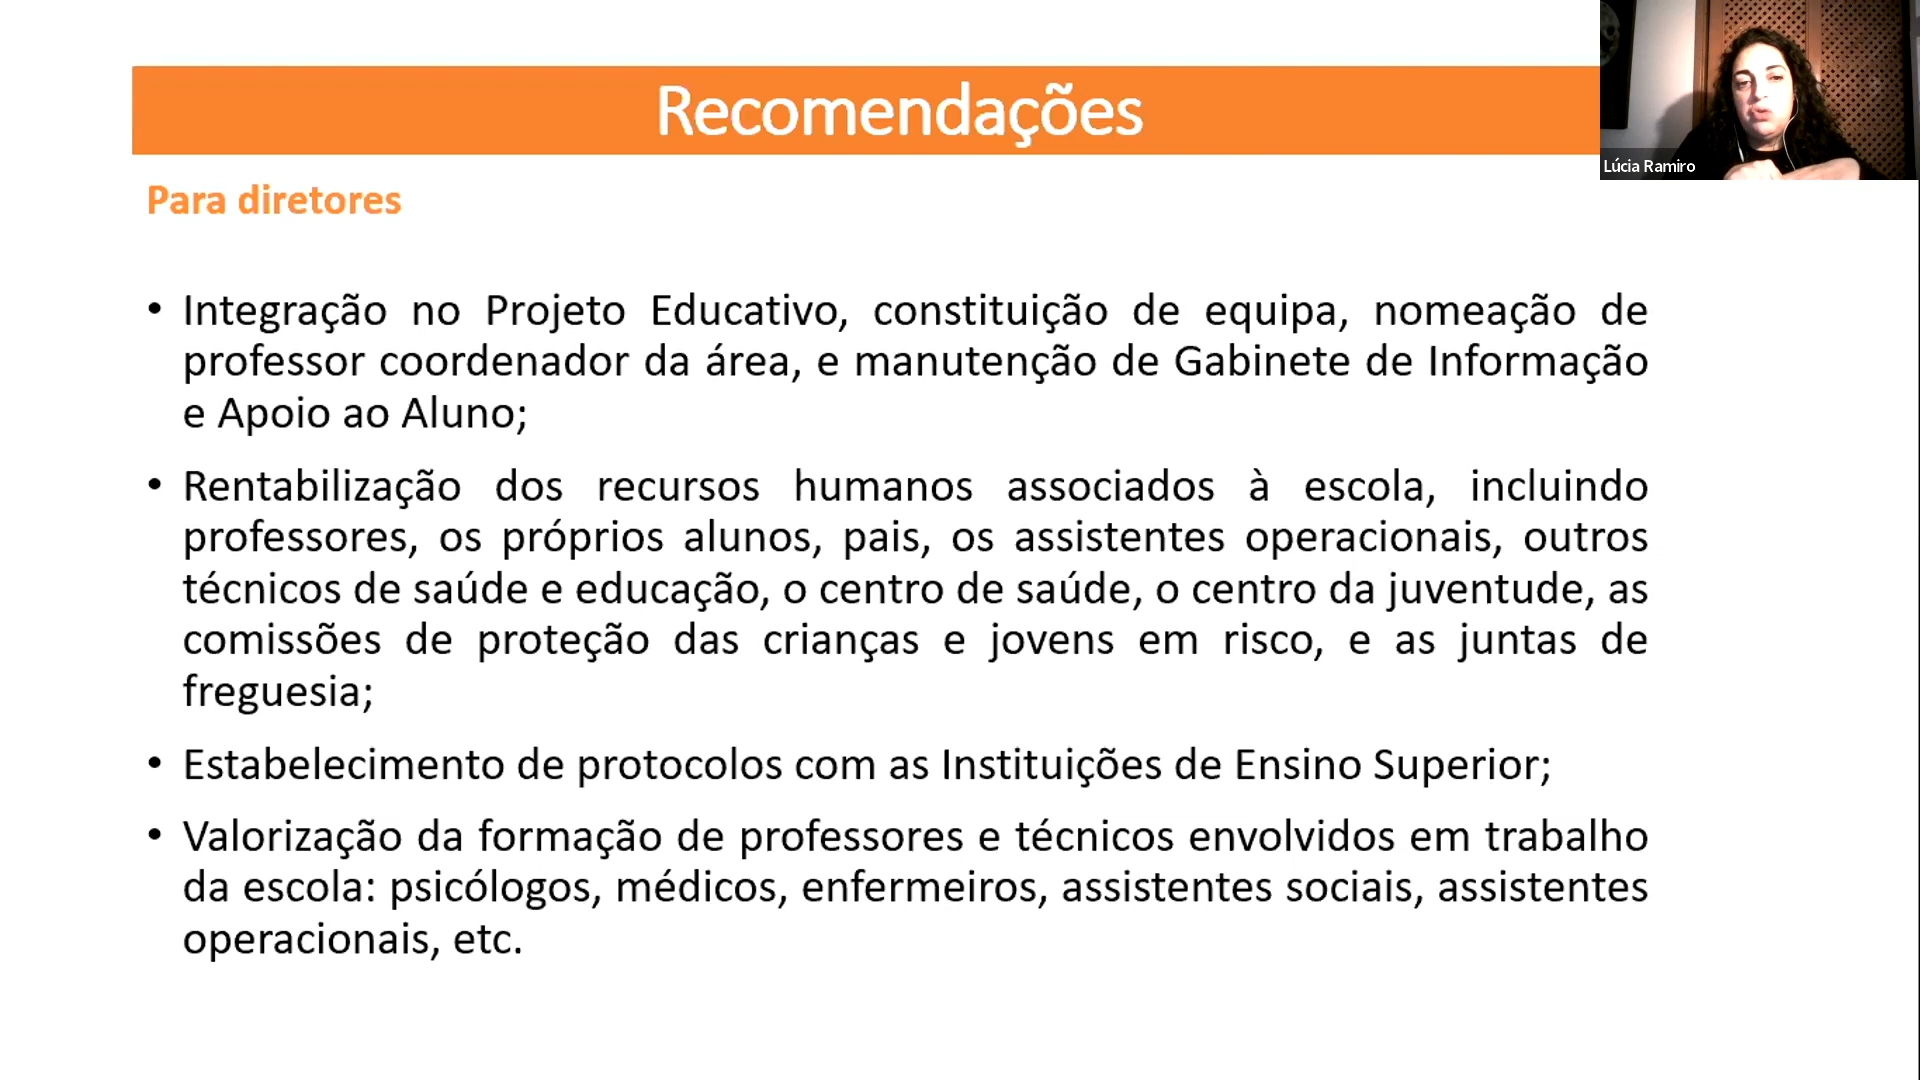 Recomendações
Lúcia Ramiro
Para diretores
• Integração no Projeto Educativo, constituição de equipa, nomeação de
professor coordenador da área, e manutenção de Gabinete de Informação
e Apoio ao Aluno;
• Rentabilização dos recursos humanos associados à escola, incluindo
professores, os próprios alunos, pais, os assistentes operacionais, outros
técnicos de saúde e educação, o centro de saúde, o centro da juventude, as
comissões de proteção das crianças e jovens em risco, e as juntas de
freguesia;
• Estabelecimento de protocolos com as Instituições de Ensino Superior;
• Valorização da formação de professores e técnicos envolvidos em trabalho
da escola: psicólogos, médicos, enfermeiros, assistentes sociais, assistentes
operacionais, etc.